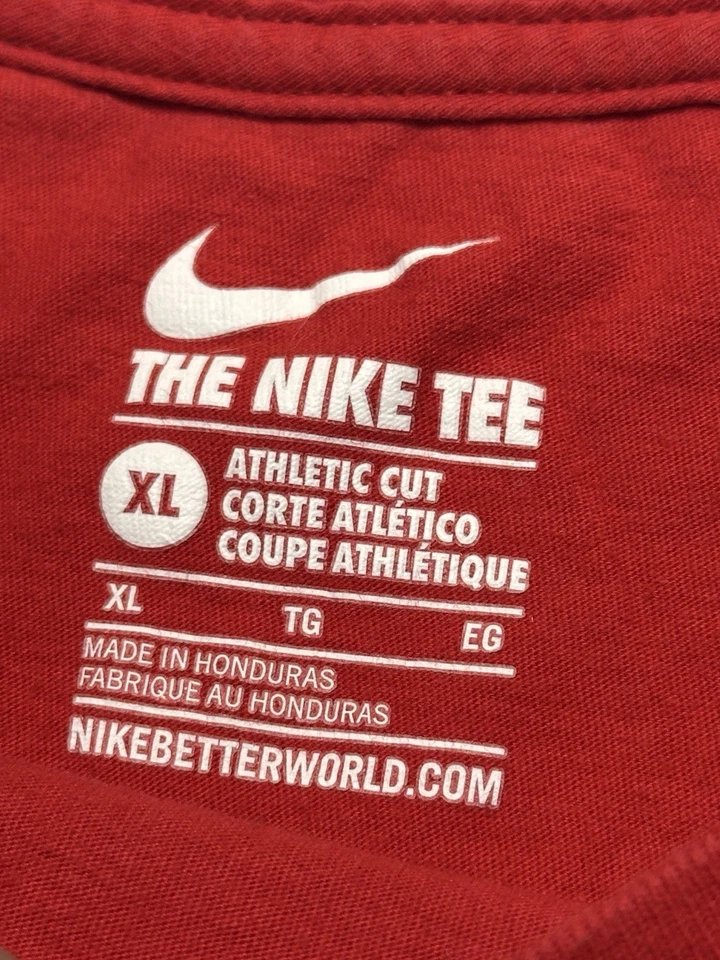 THE NIKE TEE
XL
ATHLETIC CUT
CORTE ATLÉTICO
COUPE ATHLÉTIQUE
XL TG EG
MADE IN HONDURAS
FABRIQUE AU HONDURAS
NIKEBETTERWORLD.COM